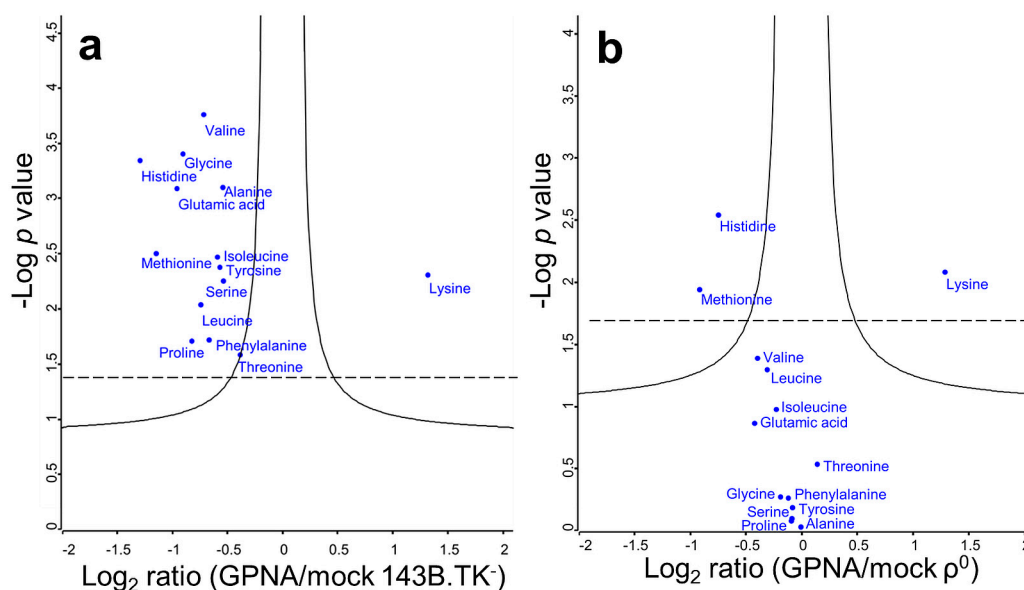 a
-Log p value
4.5
4
3.5
3
2.5
2
1.5
1
0.5
0
Valine
Glycine
Histidine
Alanine
Glutamic acid
Methionine
Isoleucine
Tyrosine
Serine
Lysine
Leucine
Proline
Phenylalanine
Threonine
-2 -1.5 -1 -0.5 0 0.5 1 1.5 2
Log2 ratio (GPNA/mock 143B.TK-)
b
-Log p value
4
3.5
3
2.5
2
1.5
1
0.5
0
Histidine
Lysine
Methionine
Valine
Leucine
Isoleucine
Glutamic acid
Threonine
Glycine
Phenylalanine
Serine
Tyrosine
Proline
Alanine
-2 -1.5 -1 -0.5 0 0.5 1 1.5 2
Log2 ratio (GPNA/mock ρ0)